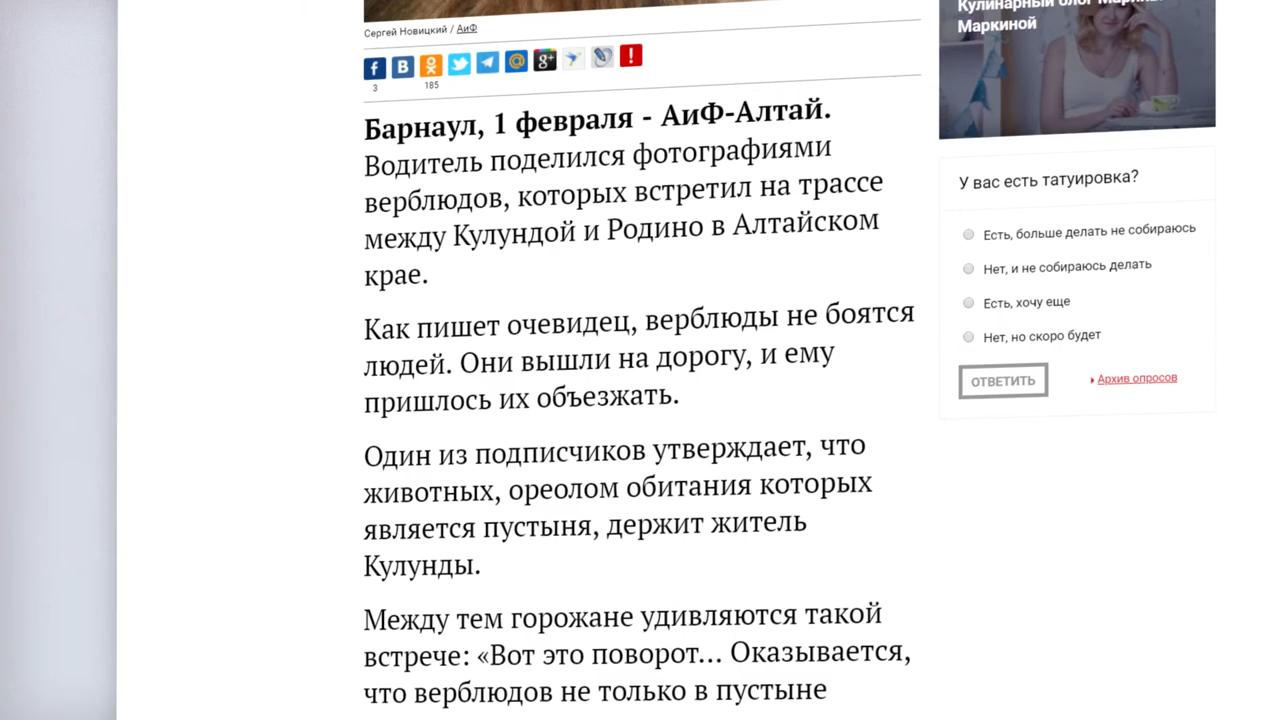 Сергей Новицкий / АиФ
3
185
Барнаул, 1 февраля - АиФ-Алтай.
Водитель поделился фотографиями
верблюдов, которых встретил на трассе
между Кулундой и Родино в Алтайском
крае.
Как пишет очевидец, верблюды не боятся
людей. Они вышли на дорогу, и ему
пришлось их объезжать.
Один из подписчиков утверждает, что
животных, ореолом обитания которых
является пустыня, держит житель
Кулунды.
Между тем горожане удивляются такой
встрече: «Вот это поворот... Оказывается,
что верблюдов не только в пустыне
Кулинарный блог
Маркиной
У вас есть татуировка?
Есть, больше делать не собираюсь
Нет, и не собираюсь делать
Есть, хочу еще
Нет, но скоро будет
ОТВЕТИТЬ
Архив опросов